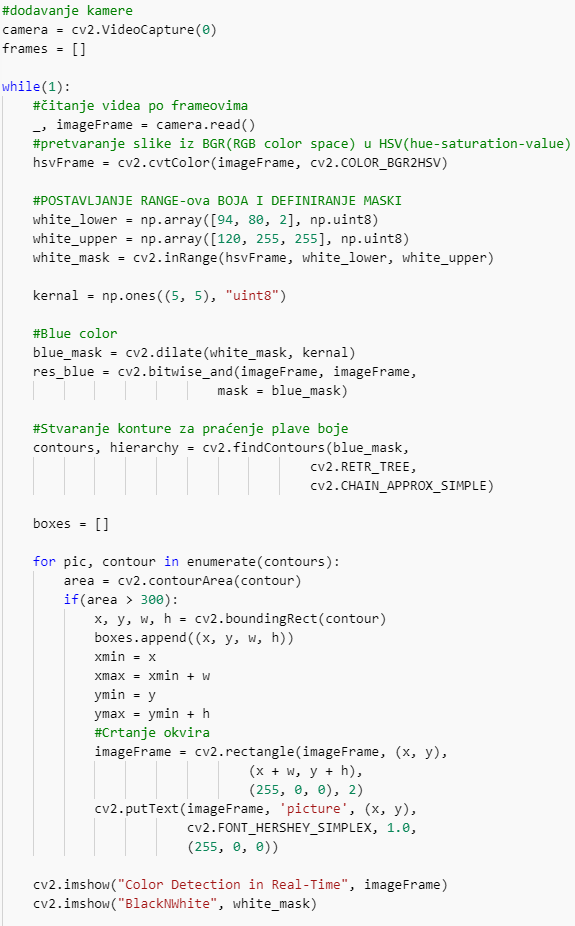 #dodavanje kamere
camera = cv2.VideoCapture(0)
frames = []

while(1):
    #čitanje videa po frameovima
    _, imageFrame = camera.read()
    #pretvaranje slike iz BGR(RGB color space) u HSV(hue-saturation-value)
    hsvFrame = cv2.cvtColor(imageFrame, cv2.COLOR_BGR2HSV)

    #POSTAVLJANJE RANGE-ova BOJA I DEFINIRANJE MASKI
    white_lower = np.array([94, 80, 2], np.uint8)
    white_upper = np.array([120, 255, 255], np.uint8)
    white_mask = cv2.inRange(hsvFrame, white_lower, white_upper)

    kernal = np.ones((5, 5), "uint8")

    #Blue color
    blue_mask = cv2.dilate(white_mask, kernal)
    res_blue = cv2.bitwise_and(imageFrame, imageFrame,
                            mask = blue_mask)

    #Stvaranje konture za praćenje plave boje
    contours, hierarchy = cv2.findContours(blue_mask,
                                        cv2.RETR_TREE,
                                        cv2.CHAIN_APPROX_SIMPLE)

    boxes = []

    for pic, contour in enumerate(contours):
        area = cv2.contourArea(contour)
        if(area > 300):
            x, y, w, h = cv2.boundingRect(contour)
            boxes.append((x, y, w, h))
            xmin = x
            xmax = xmin + w
            ymin = y
            ymax = ymin + h
            #Crtanje okvira
            imageFrame = cv2.rectangle(imageFrame, (x, y),
                                (x + w, y + h),
                                (255, 0, 0), 2)
            cv2.putText(imageFrame, 'picture', (x, y),
                        cv2.FONT_HERSHEY_SIMPLEX, 1.0,
                        (255, 0, 0))

    cv2.imshow("Color Detection in Real-Time", imageFrame)
    cv2.imshow("BlackNWhite", white_mask)